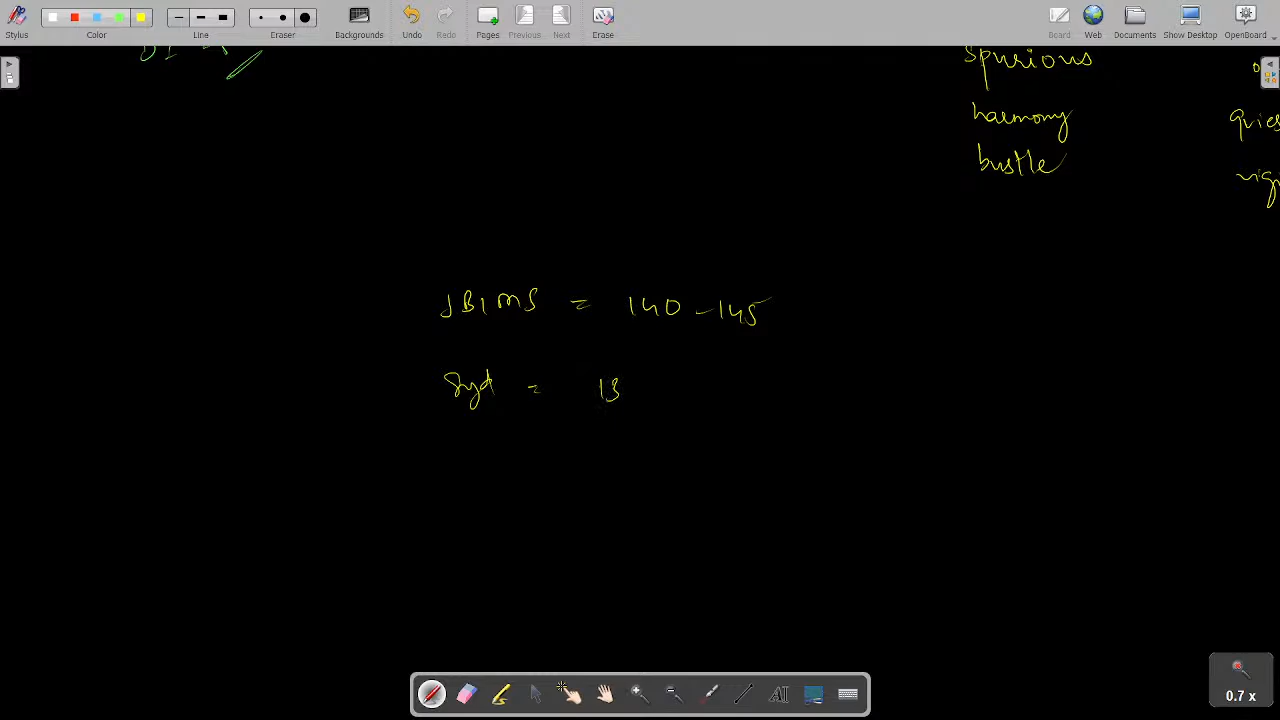 Stylus Color Line Eraser Backgrounds Undo Redo Pages Previous Next Erase Board Web Documents Show Desktop OpenBoard
spurious
harmony
bustle
JBIMS = 140 - 145
Syd = 13
0.7 x